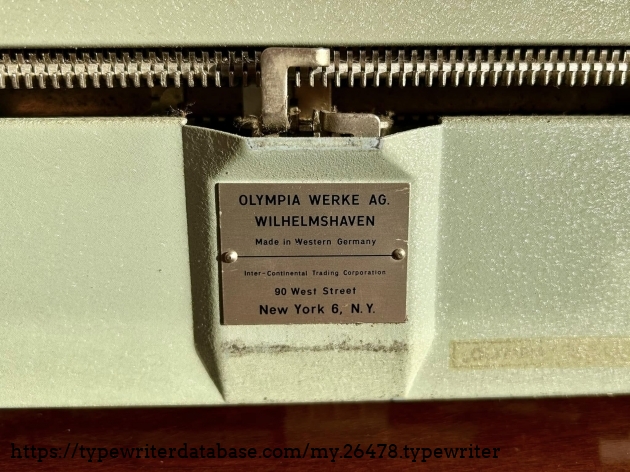 OLYMPIA WERKE AG.
WILHELMSHAVEN
Made in Western Germany
Inter-Continental Trading Corporation
90 West Street
New York 6, N.Y.
https://typewriterdatabase.com/my.26478.typewriter